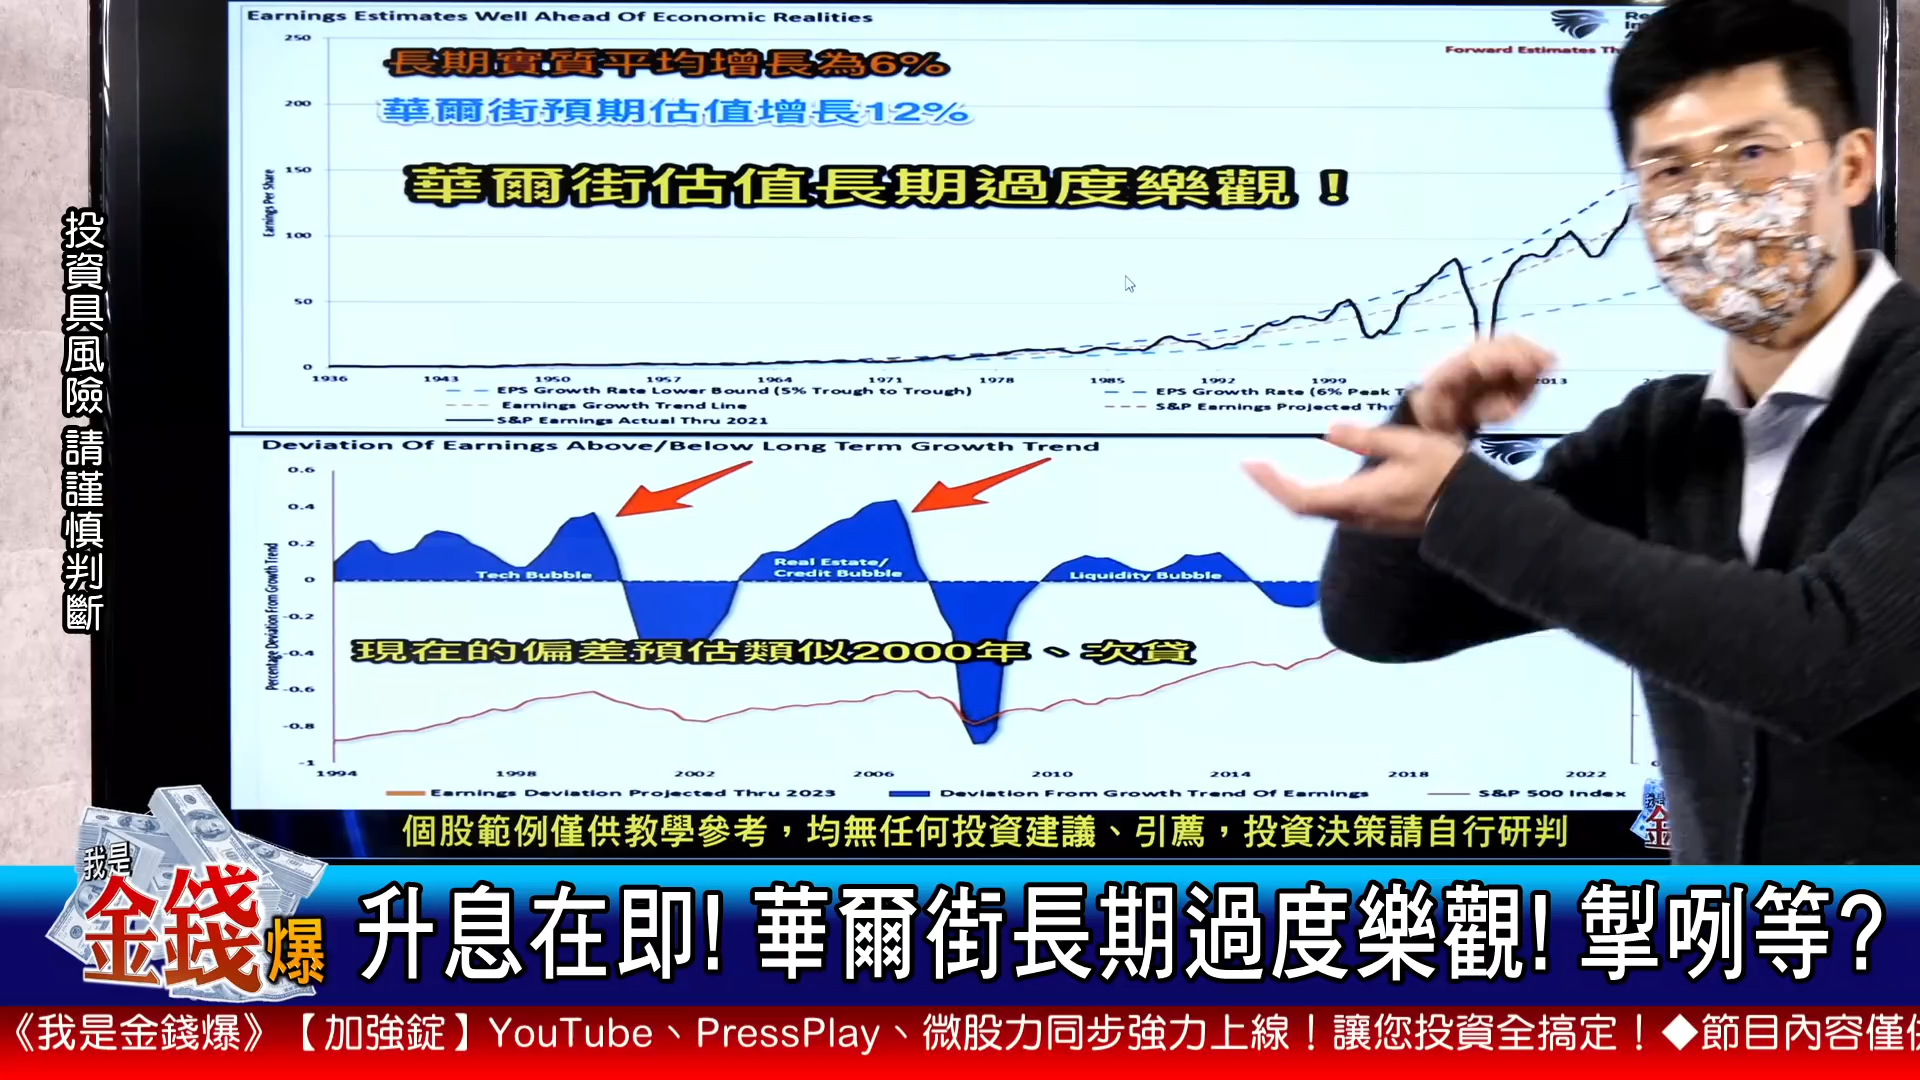 Earnings Estimates Well Ahead Of Economic Realities
Forward Estimates Th
長期實質平均增長為6%
華爾街預期估值增長12%
華爾街估值長期過度樂觀！
Earnings Per Share
250
200
150
100
50
0
1936 1943 1950 1957 1964 1971 1978 1985 1992 1999 2013
EPS Growth Rate Lower Bound (5% Trough to Trough)
EPS Growth Rate (6% Peak T
Earnings Growth Trend Line
S&P Earnings Projected Thr
S&P Earnings Actual Thru 2021
Deviation Of Earnings Above/Below Long Term Growth Trend
Percentage Deviation From Growth Trend
0.6
0.4
0.2
0
-0.2
-0.4
-0.6
-0.8
-1
Tech Bubble
Real Estate/
Credit Bubble
Liquidity Bubble
現在的偏差預估類似2000年、次貸
1994 1998 2002 2006 2010 2014 2018 2022
Earnings Deviation Projected Thru 2023
Deviation From Growth Trend Of Earnings
S&P 500 Index
投資具風險 請謹慎判斷
個股範例僅供教學參考，均無任何投資建議、引薦，投資決策請自行研判
我是
金錢爆
升息在即! 華爾街長期過度樂觀! 掣咧等?
《我是金錢爆》【加強錠】YouTube、PressPlay、微股力同步強力上線！讓您投資全搞定！◆節目內容僅供